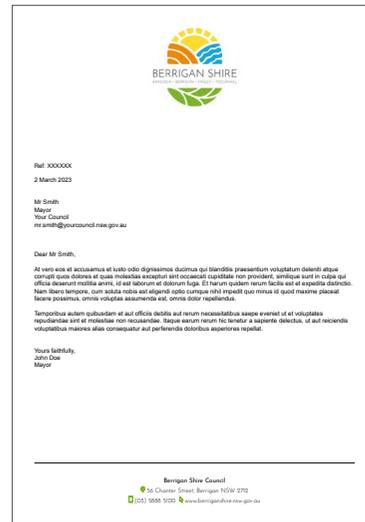 BERRIGAN SHIRE
Ref: XXXXXX
2 March 2023
Mr Smith
Mayor
Your Council
mr.smith@yourcouncil.nsw.gov.au
Dear Mr Smith,
At vero eos et accusamus et iusto odio dignissimos ducimus qui blanditiis praesentium voluptatum deleniti atque
corrupti quos dolores et quas molestias excepturi sint occaecati cupiditate non provident, similique sunt in culpa qui
officia deserunt mollitia animi, id est laborum et dolorum fuga. Et harum quidem rerum facilis est et expedita distinctio.
Nam libero tempore, cum soluta nobis est eligendi optio cumque nihil impedit quo minus id quod maxime placeat
facere possimus, omnis voluptas assumenda est, omnis dolor repellendus.
Temporibus autem quibusdam et aut officiis debitis aut rerum necessitatibus saepe eveniet ut et voluptates
repudiandae sint et molestiae non recusandae. Itaque earum rerum hic tenetur a sapiente delectus, ut aut reiciendis
voluptatibus maiores alias consequatur aut perferendis doloribus asperiores repellat.
Yours faithfully,
John Doe
Mayor
Berrigan Shire Council
56 Chanter Street, Berrigan NSW 2712
(03) 5888 5100 www.berriganshire.nsw.gov.au